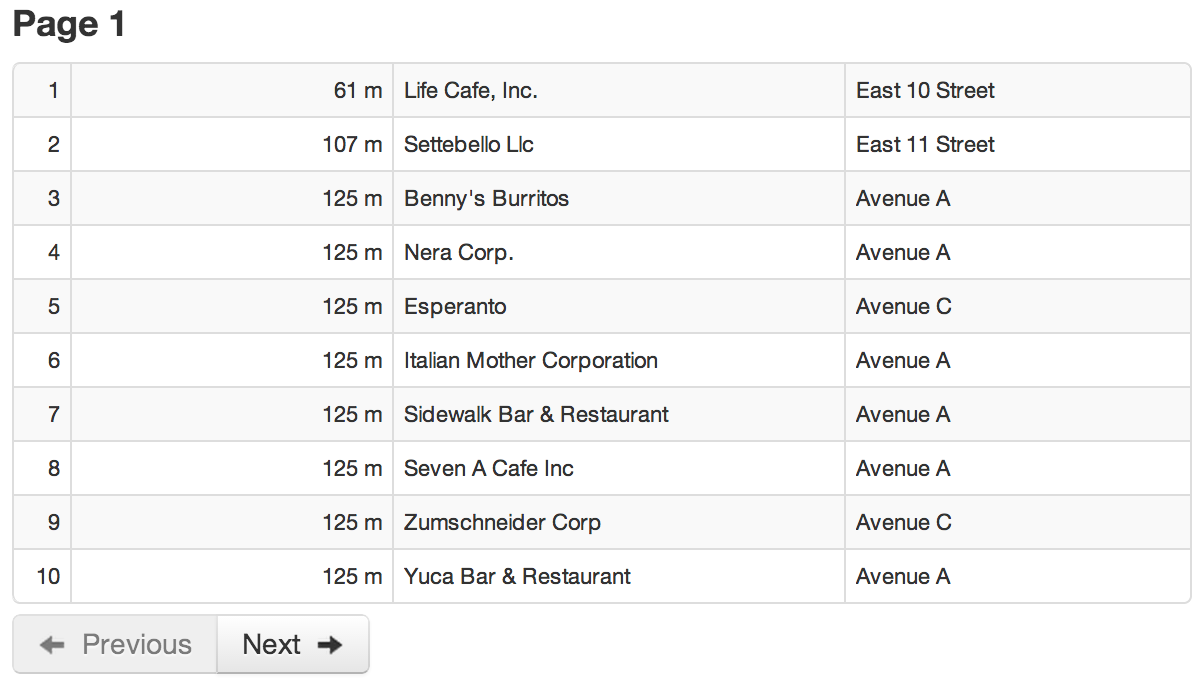 Page 1
1 61 m Life Cafe, Inc. East 10 Street
2 107 m Settebello Llc East 11 Street
3 125 m Benny's Burritos Avenue A
4 125 m Nera Corp. Avenue A
5 125 m Esperanto Avenue C
6 125 m Italian Mother Corporation Avenue A
7 125 m Sidewalk Bar & Restaurant Avenue A
8 125 m Seven A Cafe Inc Avenue A
9 125 m Zumschneider Corp Avenue C
10 125 m Yuca Bar & Restaurant Avenue A
Previous Next